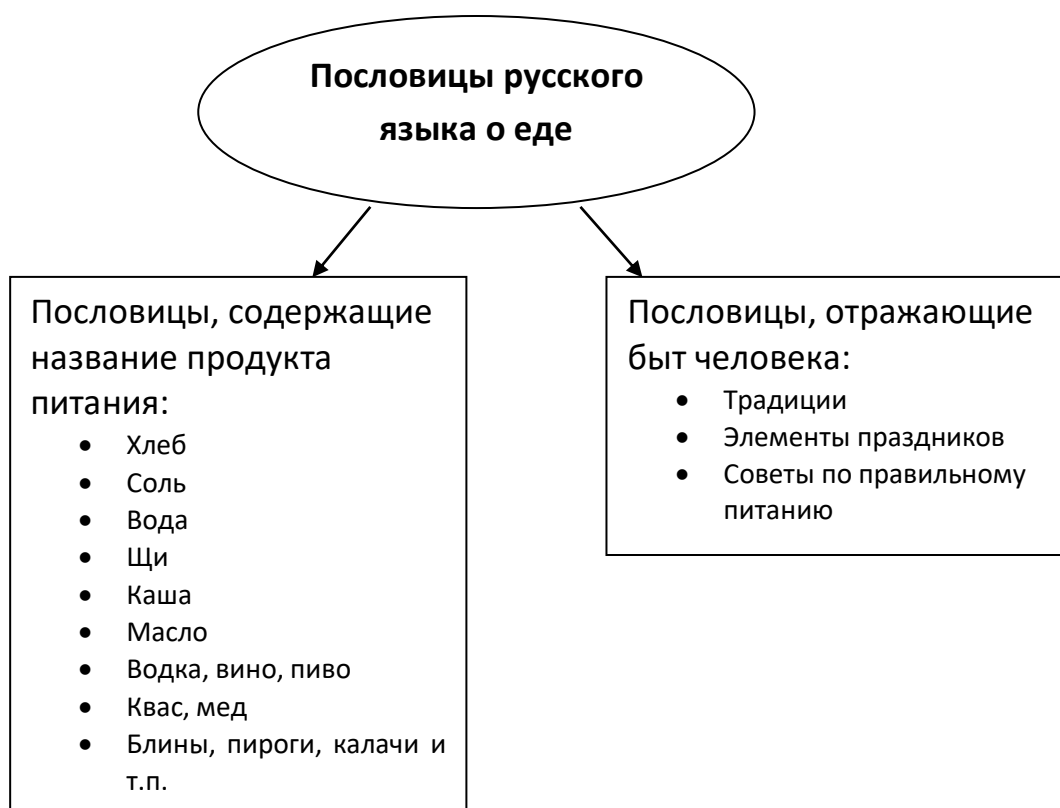 Пословицы русского
языка о еде
Пословицы, содержащие
название продукта
питания:
• Хлеб
• Соль
• Вода
• Щи
• Каша
• Масло
• Водка, вино, пиво
• Квас, мед
• Блины, пироги, калачи и
т.п.
Пословицы, отражающие
быт человека:
• Традиции
• Элементы праздников
• Советы по правильному
питанию